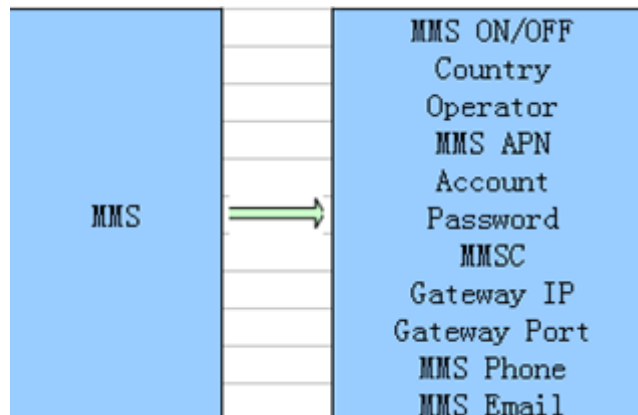 MMS
MMS ON/OFF
Country
Operator
MMS APN
Account
Password
MMSC
Gateway IP
Gateway Port
MMS Phone
MMS Email